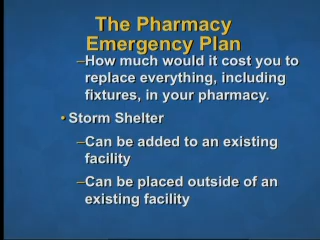 The Pharmacy
Emergency Plan
–How much would it cost you to
replace everything, including
fixtures, in your pharmacy.
• Storm Shelter
–Can be added to an existing
facility
–Can be placed outside of an
existing facility